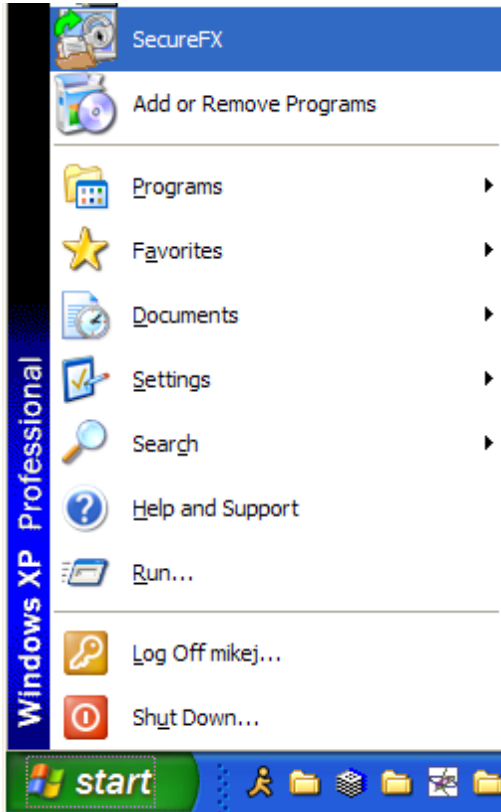 SecureFX
Add or Remove Programs
Programs
Favorites
Documents
Settings
Search
Help and Support
Run...
Log Off mikej...
Shut Down...
Windows XP Professional
start